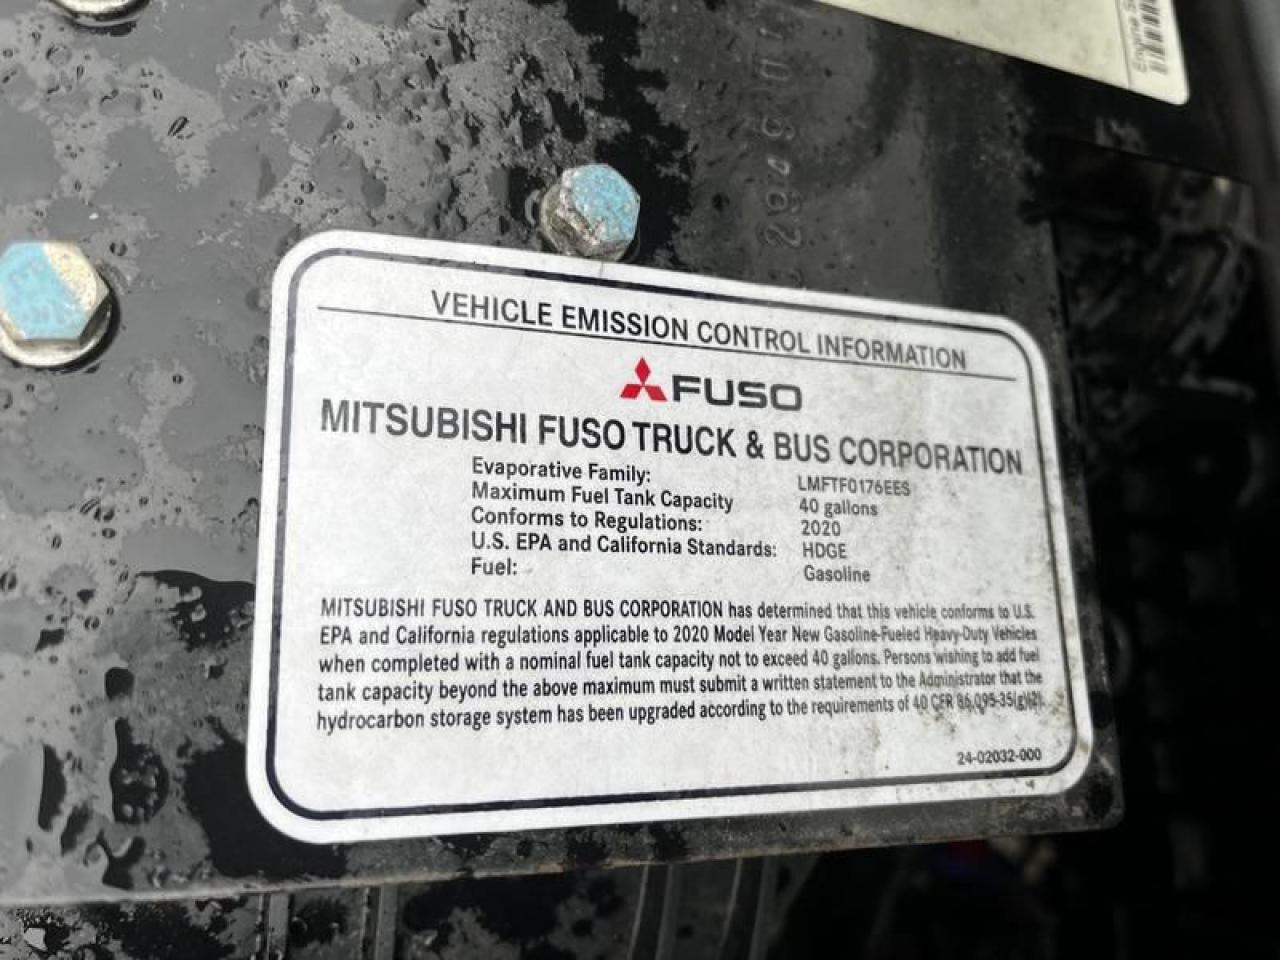 Engine S
VEHICLE EMISSION CONTROL INFORMATION
FUSO
MITSUBISHI FUSO TRUCK & BUS CORPORATION
Evaporative Family: LMFTF0176EES
Maximum Fuel Tank Capacity 40 gallons
Conforms to Regulations: 2020
U.S. EPA and California Standards: HDGE
Fuel: Gasoline
MITSUBISHI FUSO TRUCK AND BUS CORPORATION has determined that this vehicle conforms to U.S.
EPA and California regulations applicable to 2020 Model Year New Gasoline-Fueled Heavy-Duty Vehicles
when completed with a nominal fuel tank capacity not to exceed 40 gallons. Persons wishing to add fuel
tank capacity beyond the above maximum must submit a written statement to the Administrator that the
hydrocarbon storage system has been upgraded according to the requirements of 40 CFR 86.095-35(g)(2).
24-02032-000